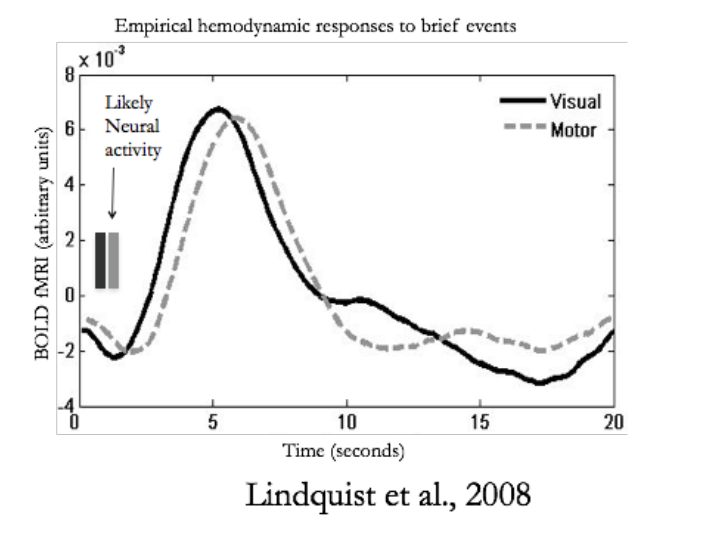 Empirical hemodynamic responses to brief events
x 10⁻³
8
6
4
2
0
-2
-4
BOLD fMRI (arbitrary units)
Likely
Neural
activity
Visual
Motor
0 5 10 15 20
Time (seconds)
Lindquist et al., 2008